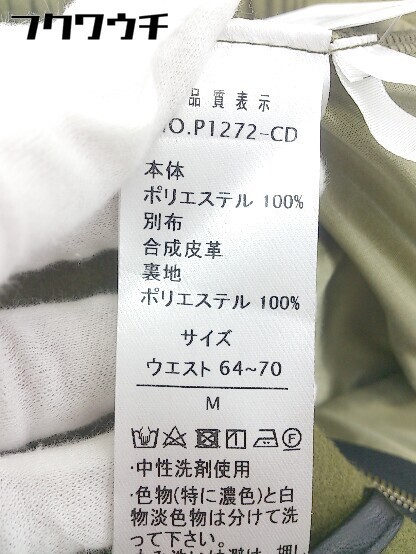 フクワウチ
品質表示
NO.P1272-CD
本体
ポリエステル 100%
別布
合成皮革
裏地
ポリエステル 100%
サイズ
ウエスト 64~70
M
F
・中性洗剤使用
・色物(特に濃色)と白
物淡色物は分けて洗
って下さい。